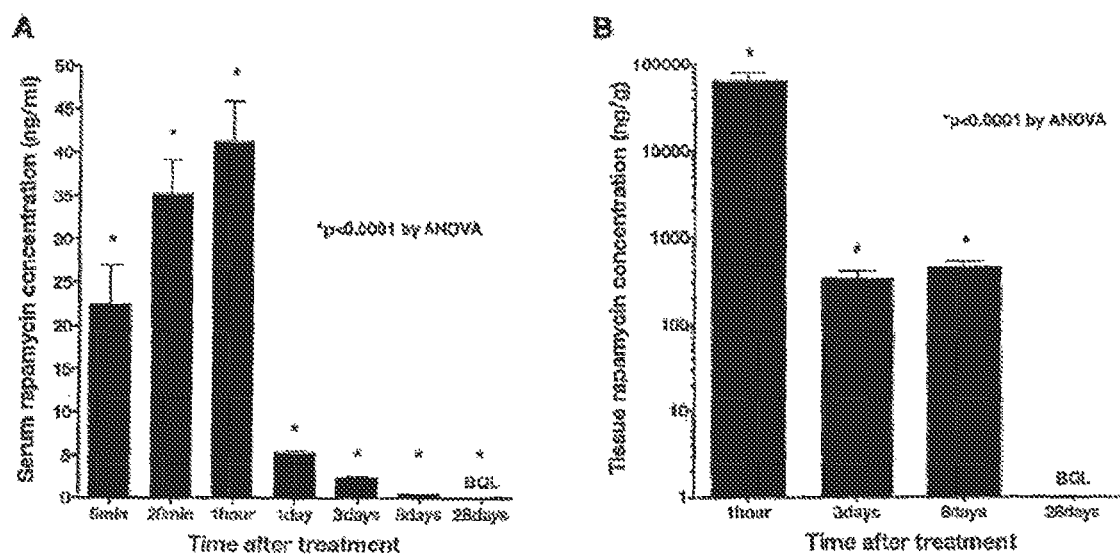 A
Serum rapamycin concentration (ng/ml)
50
45
40
35
30
25
20
15
10
5
0
*
*
*
*p<0.0001 by ANOVA
*
*
*
*
BQL
5min
20min
1hour
1day
3days
28days
Time after treatment
B
Tissue rapamycin concentration (ng/g)
100000
10000
1000
100
10
1
*
*p<0.0001 by ANOVA
*
*
BQL
1hour
3days
28days
Time after treatment